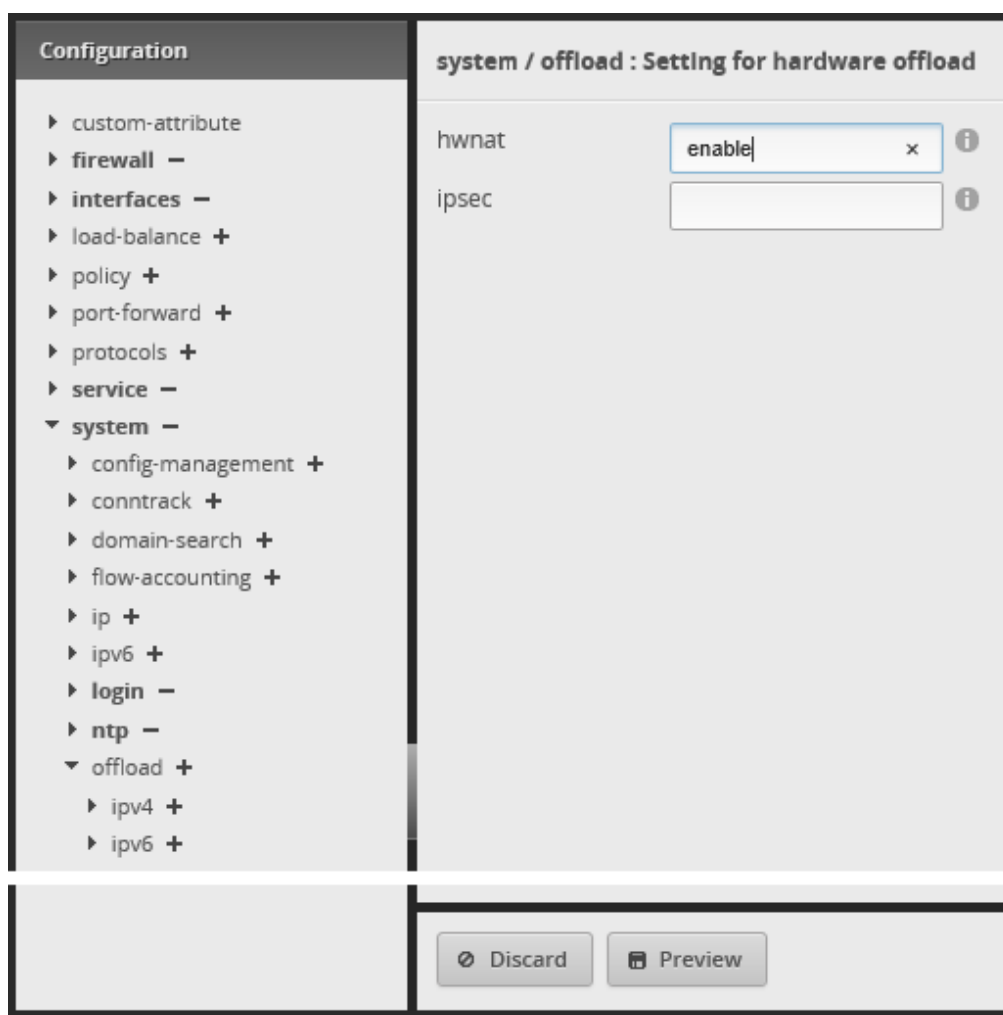 Configuration
custom-attribute
firewall −
interfaces −
load-balance +
policy +
port-forward +
protocols +
service −
system −
config-management +
conntrack +
domain-search +
flow-accounting +
ip +
ipv6 +
login −
ntp −
offload +
ipv4 +
ipv6 +
system / offload : Setting for hardware offload
hwnat enable ×
ipsec
Discard Preview